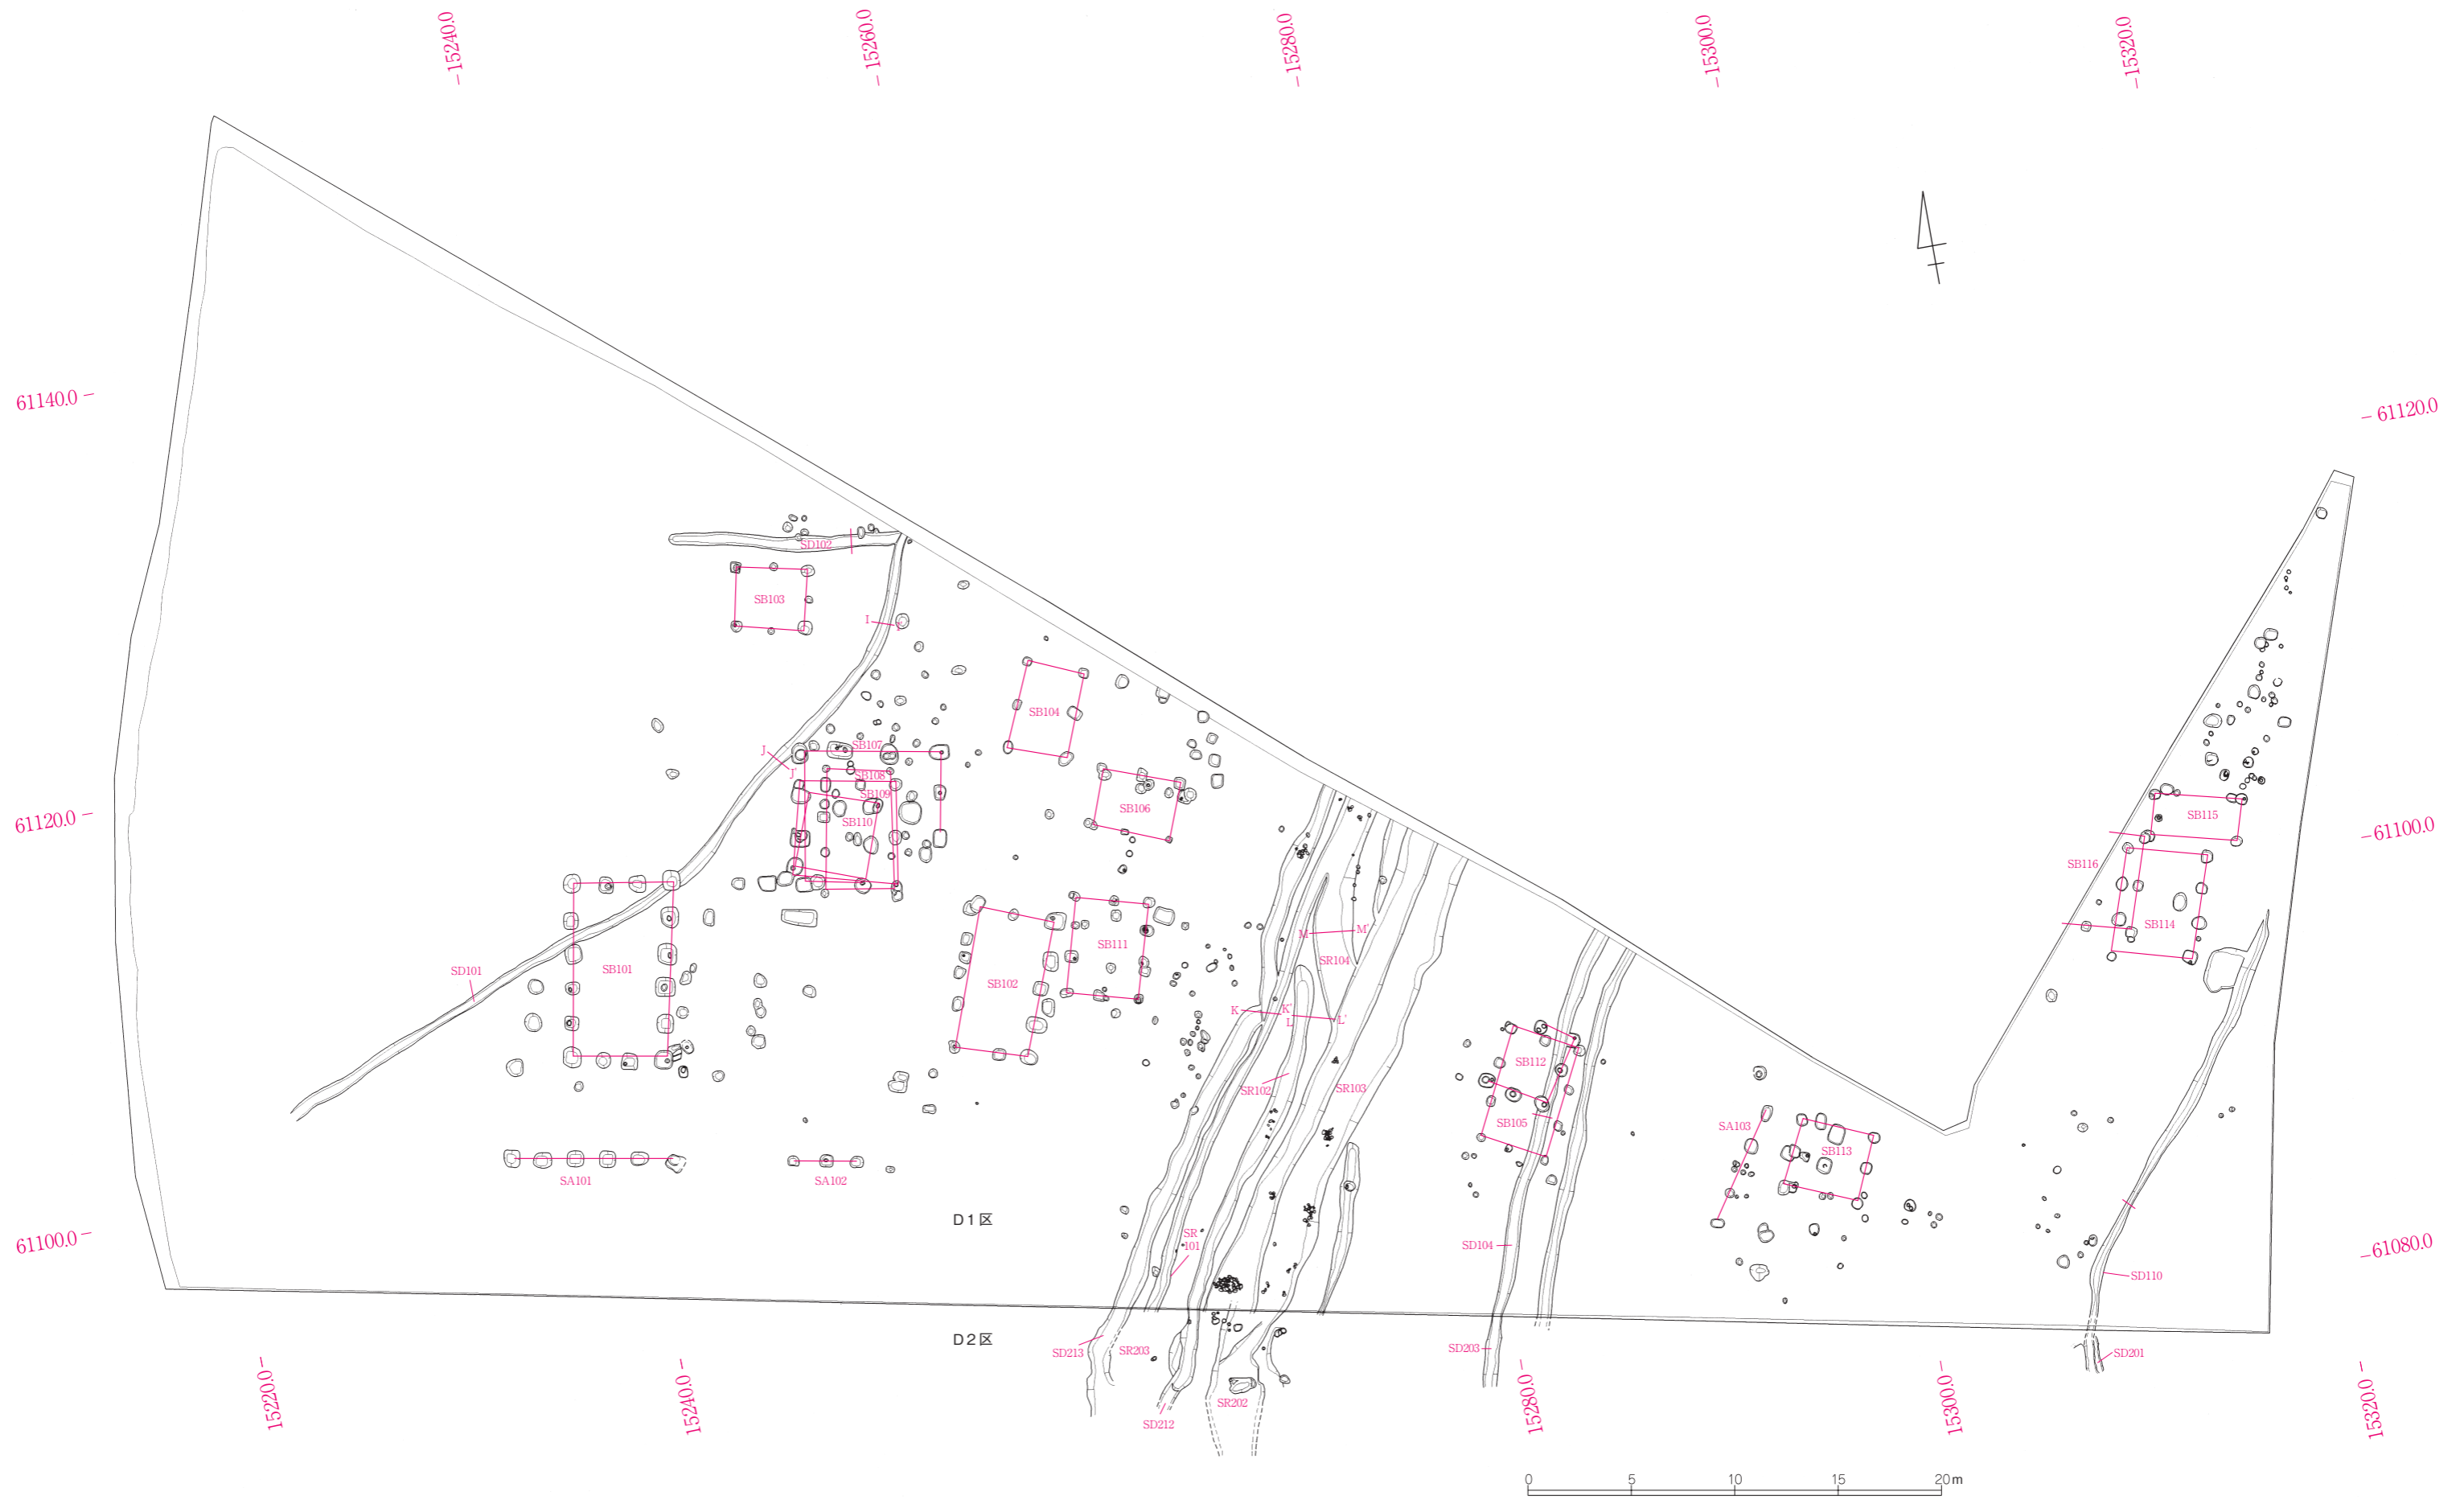 15240.0
15260.0
15280.0
15300.0
15320.0
61140.0
61120.0
SD102
SB103
I
I'
SB104
SB107
J
J'
SB108
SB109
SB106
SB110
SB115
61120.0
61100.0
SB116
SB111
SB114
M
M'
SR104
SD101
SB101
SB102
K
K'
L
L'
SR102
SR103
SB112
SB105
SA103
SB113
SA101
SA102
D1区
SR
101
SD104
SD110
61100.0
61080.0
D2区
SD213
SR203
SD203
SD201
SR202
SD212
15220.0
15240.0
15280.0
15300.0
15320.0
0 5 10 15 20m